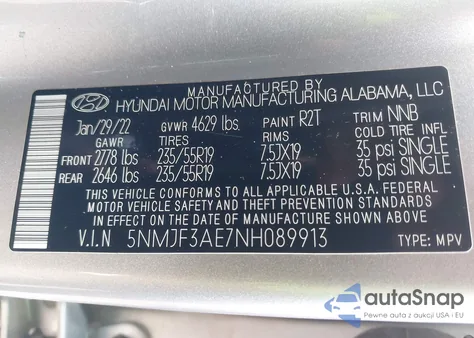 MANUFACTURED BY
HYUNDAI MOTOR MANUFACTURING ALABAMA, LLC
Jan/29/22 GVWR 4629 lbs. PAINT R2T TRIM NNB
GAWR TIRES RIMS COLD TIRE INFL.
FRONT 2778 lbs 235/55R19 7.5JX19 35 psi SINGLE
REAR 2646 lbs 235/55R19 7.5JX19 35 psi SINGLE
THIS VEHICLE CONFORMS TO ALL APPLICABLE U.S.A. FEDERAL
MOTOR VEHICLE SAFETY AND THEFT PREVENTION STANDARDS
IN EFFECT ON THE DATE OF MANUFACTURE SHOWN ABOVE.
V.I.N 5NMJF3AE7NH089913 TYPE: MPV
autoSnap
Pewne auta z aukcji USA i EU